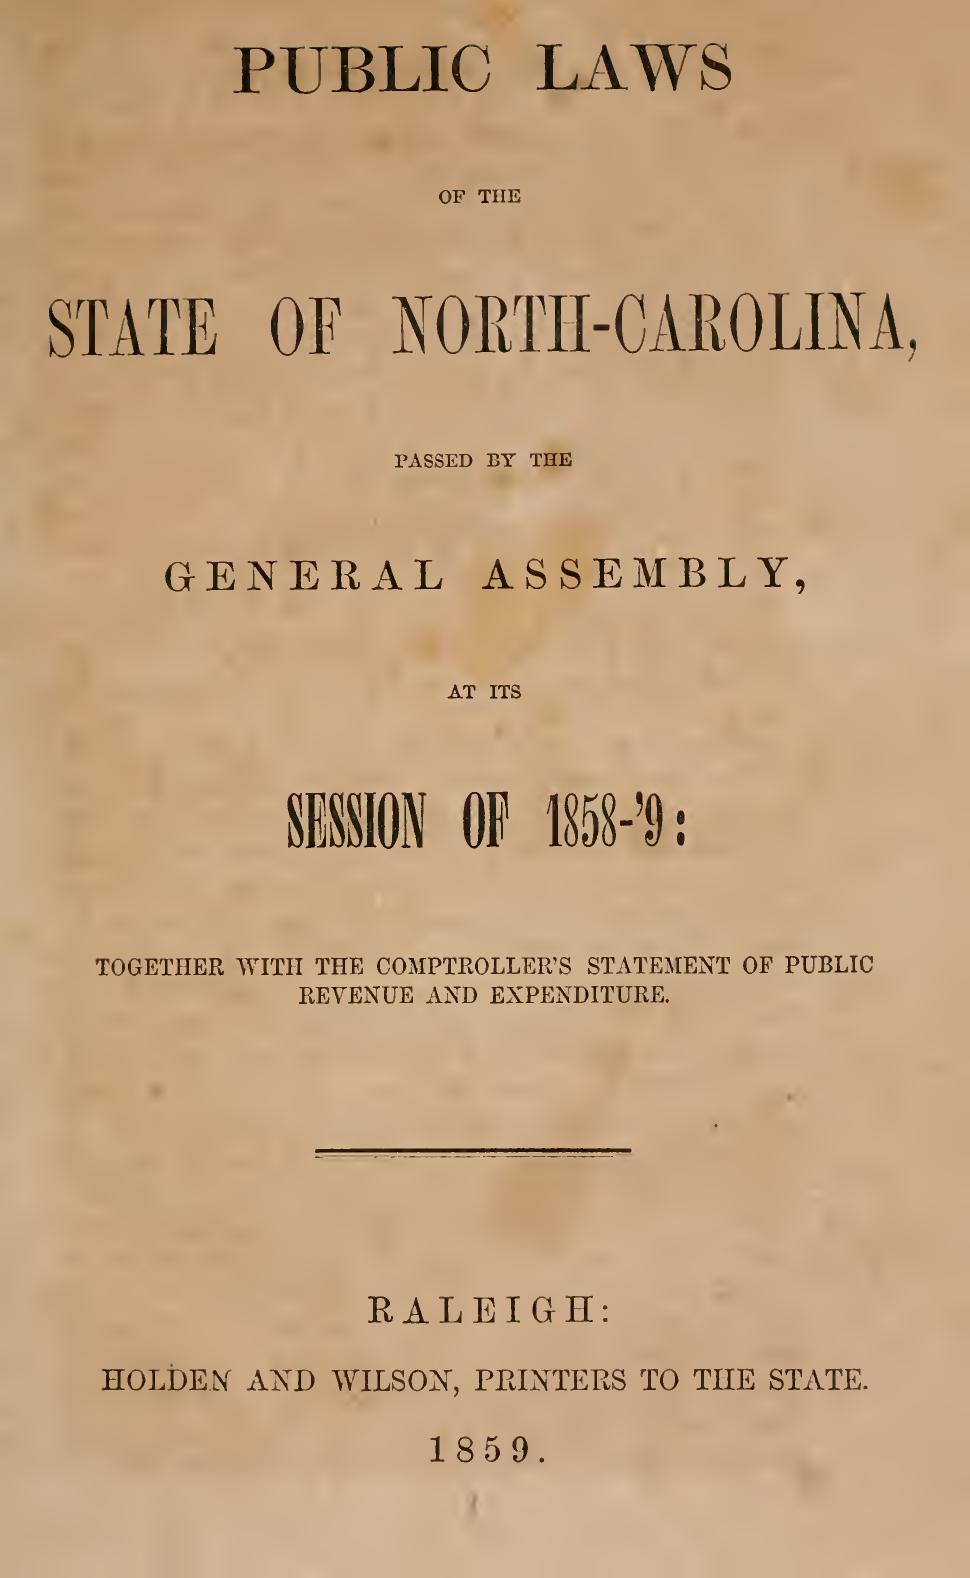 PUBLIC LAWS
OF THE
STATE OF NORTH-CAROLINA,
PASSED BY THE
GENERAL ASSEMBLY,
AT ITS
SESSION OF 1858-'9:
TOGETHER WITH THE COMPTROLLER'S STATEMENT OF PUBLIC
REVENUE AND EXPENDITURE.
RALEIGH:
HOLDEN AND WILSON, PRINTERS TO THE STATE.
1859.